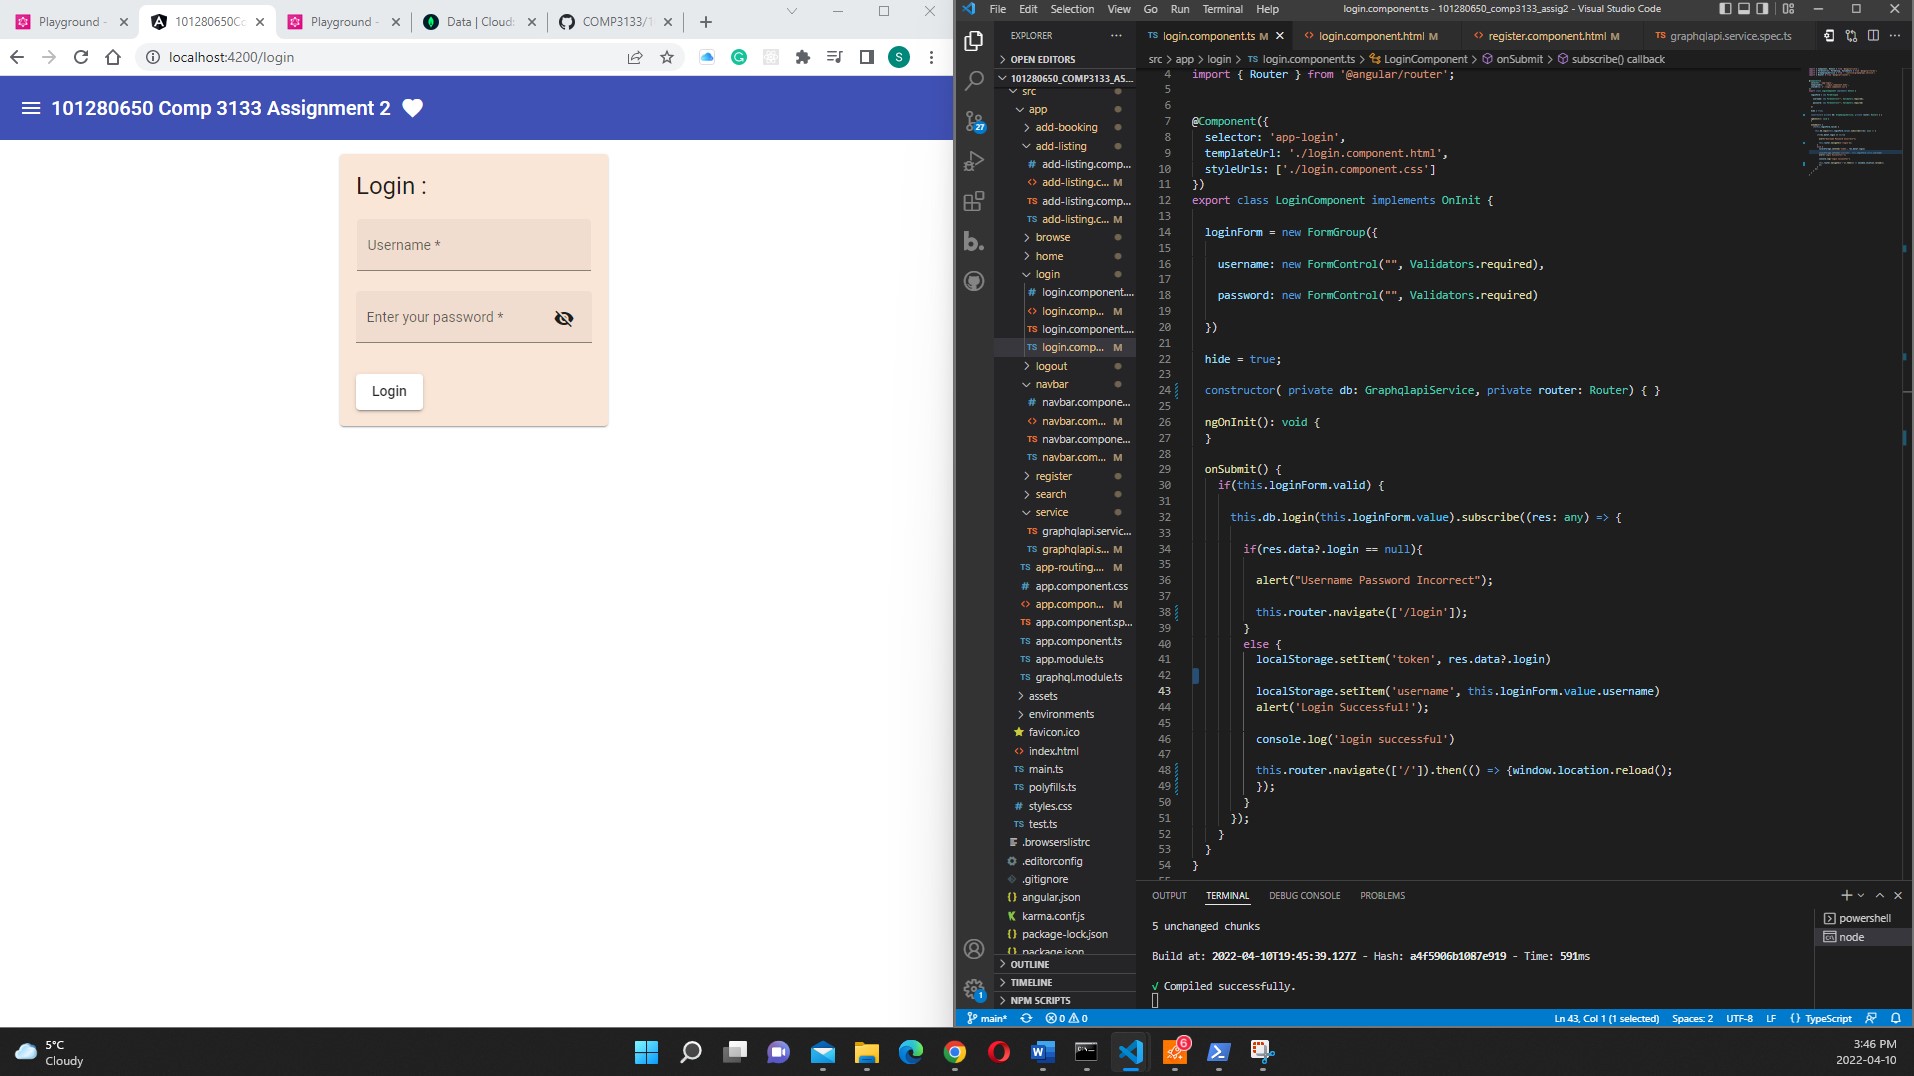 Playground -
101280650Co
Playground -
Data | Cloud:
COMP3133/1
localhost:4200/login
101280650 Comp 3133 Assignment 2
Login :
Username *
Enter your password *
Login
File Edit Selection View Go Run Terminal Help
login.component.ts - 101280650_comp3133_assig2 - Visual Studio Code
EXPLORER
OPEN EDITORS
101280650_COMP3133_AS...
src
app
add-booking
add-listing
add-listing.comp...
add-listing.c... M
add-listing.comp...
add-listing.c... M
browse
home
login
login.component....
login.comp... M
login.component....
login.comp... M
logout
navbar
navbar.compone...
navbar.com... M
navbar.compone...
navbar.com... M
register
search
service
graphqlapi.servic...
graphqlapi.s... M
app-routing.... M
app.component.css
app.compon... M
app.component.sp...
app.component.ts
app.module.ts
graphql.module.ts
assets
environments
favicon.ico
index.html
main.ts
polyfills.ts
styles.css
test.ts
.browserslistrc
.editorconfig
.gitignore
angular.json
karma.conf.js
package-lock.json
package.json
OUTLINE
TIMELINE
NPM SCRIPTS
27
1
TS login.component.ts M
login.component.html M
register.component.html M
TS graphqlapi.service.spec.ts
src > app > login > TS login.component.ts > LoginComponent > onSubmit > subscribe() callback
4 import { Router } from '@angular/router';
5
6
7 @Component({
8 selector: 'app-login',
9 templateUrl: './login.component.html',
10 styleUrls: ['./login.component.css']
11 })
12 export class LoginComponent implements OnInit {
13
14 loginForm = new FormGroup({
15
16 username: new FormControl("", Validators.required),
17
18 password: new FormControl("", Validators.required)
19
20 })
21
22 hide = true;
23
24 constructor( private db: GraphqlapiService, private router: Router) { }
25
26 ngOnInit(): void {
27 }
28
29 onSubmit() {
30 if(this.loginForm.valid) {
31
32 this.db.login(this.loginForm.value).subscribe((res: any) => {
33
34 if(res.data?.login == null){
35
36 alert("Username Password Incorrect");
37
38 this.router.navigate(['/login']);
39 }
40 else {
41 localStorage.setItem('token', res.data?.login)
42
43 localStorage.setItem('username', this.loginForm.value.username)
44 alert('Login Successful!');
45
46 console.log('login successful')
47
48 this.router.navigate(['/']).then(() => {window.location.reload();
49 });
50 }
51 });
52 }
53 }
54 }
55
OUTPUT TERMINAL DEBUG CONSOLE PROBLEMS
5 unchanged chunks
Build at: 2022-04-10T19:45:39.127Z - Hash: a4f5906b1087e919 - Time: 591ms
√ Compiled successfully.
powershell
node
main* 0 0
Ln 43, Col 1 (1 selected) Spaces: 2 UTF-8 LF {} TypeScript
5°C
Cloudy
6
3:46 PM
2022-04-10